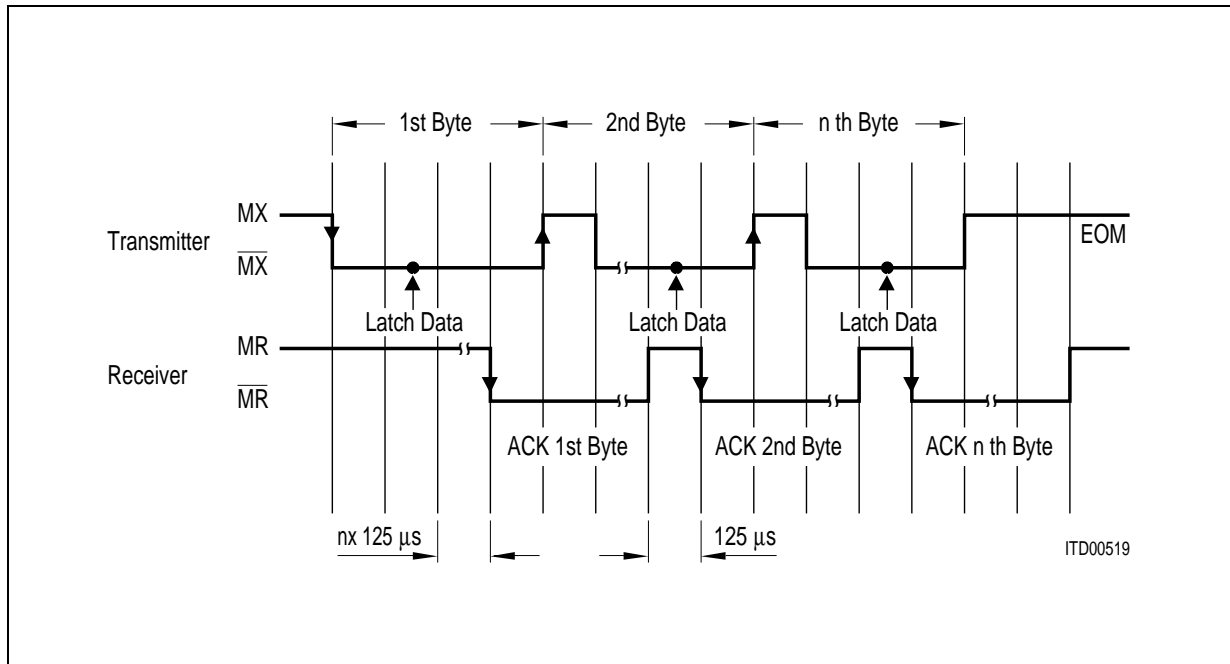 1st Byte 2nd Byte n th Byte
MX
Transmitter
EOM
MX
Latch Data Latch Data Latch Data
MR
Receiver
MR
ACK 1st Byte ACK 2nd Byte ACK n th Byte
nx 125 μs 125 μs
ITD00519